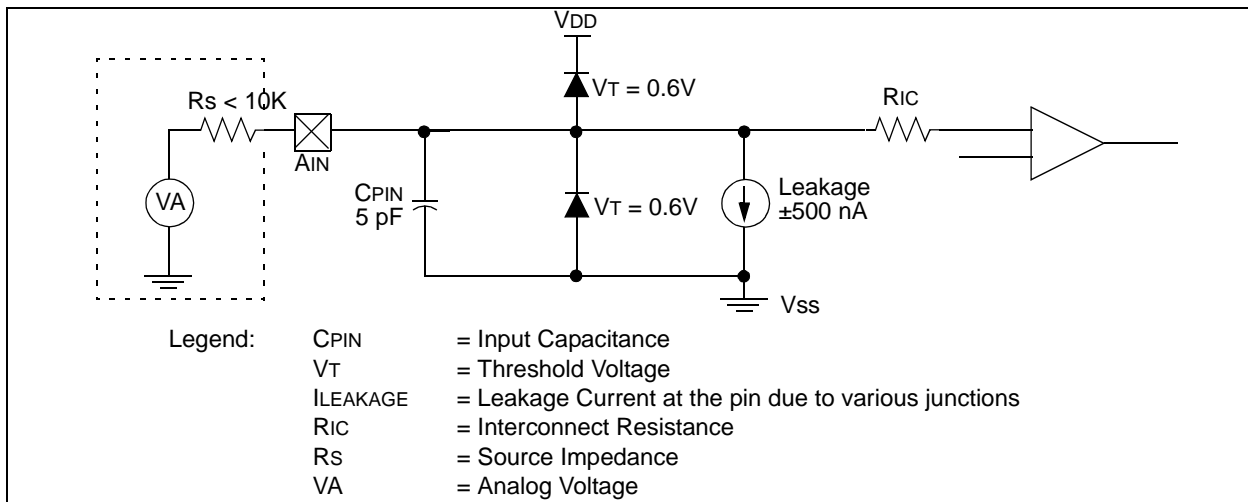 VDD
VT = 0.6V
RS < 10K
RIC
AIN
VA
CPIN
5 pF
VT = 0.6V
Leakage
±500 nA
VSS
Legend: CPIN = Input Capacitance
VT = Threshold Voltage
ILEAKAGE = Leakage Current at the pin due to various junctions
RIC = Interconnect Resistance
RS = Source Impedance
VA = Analog Voltage